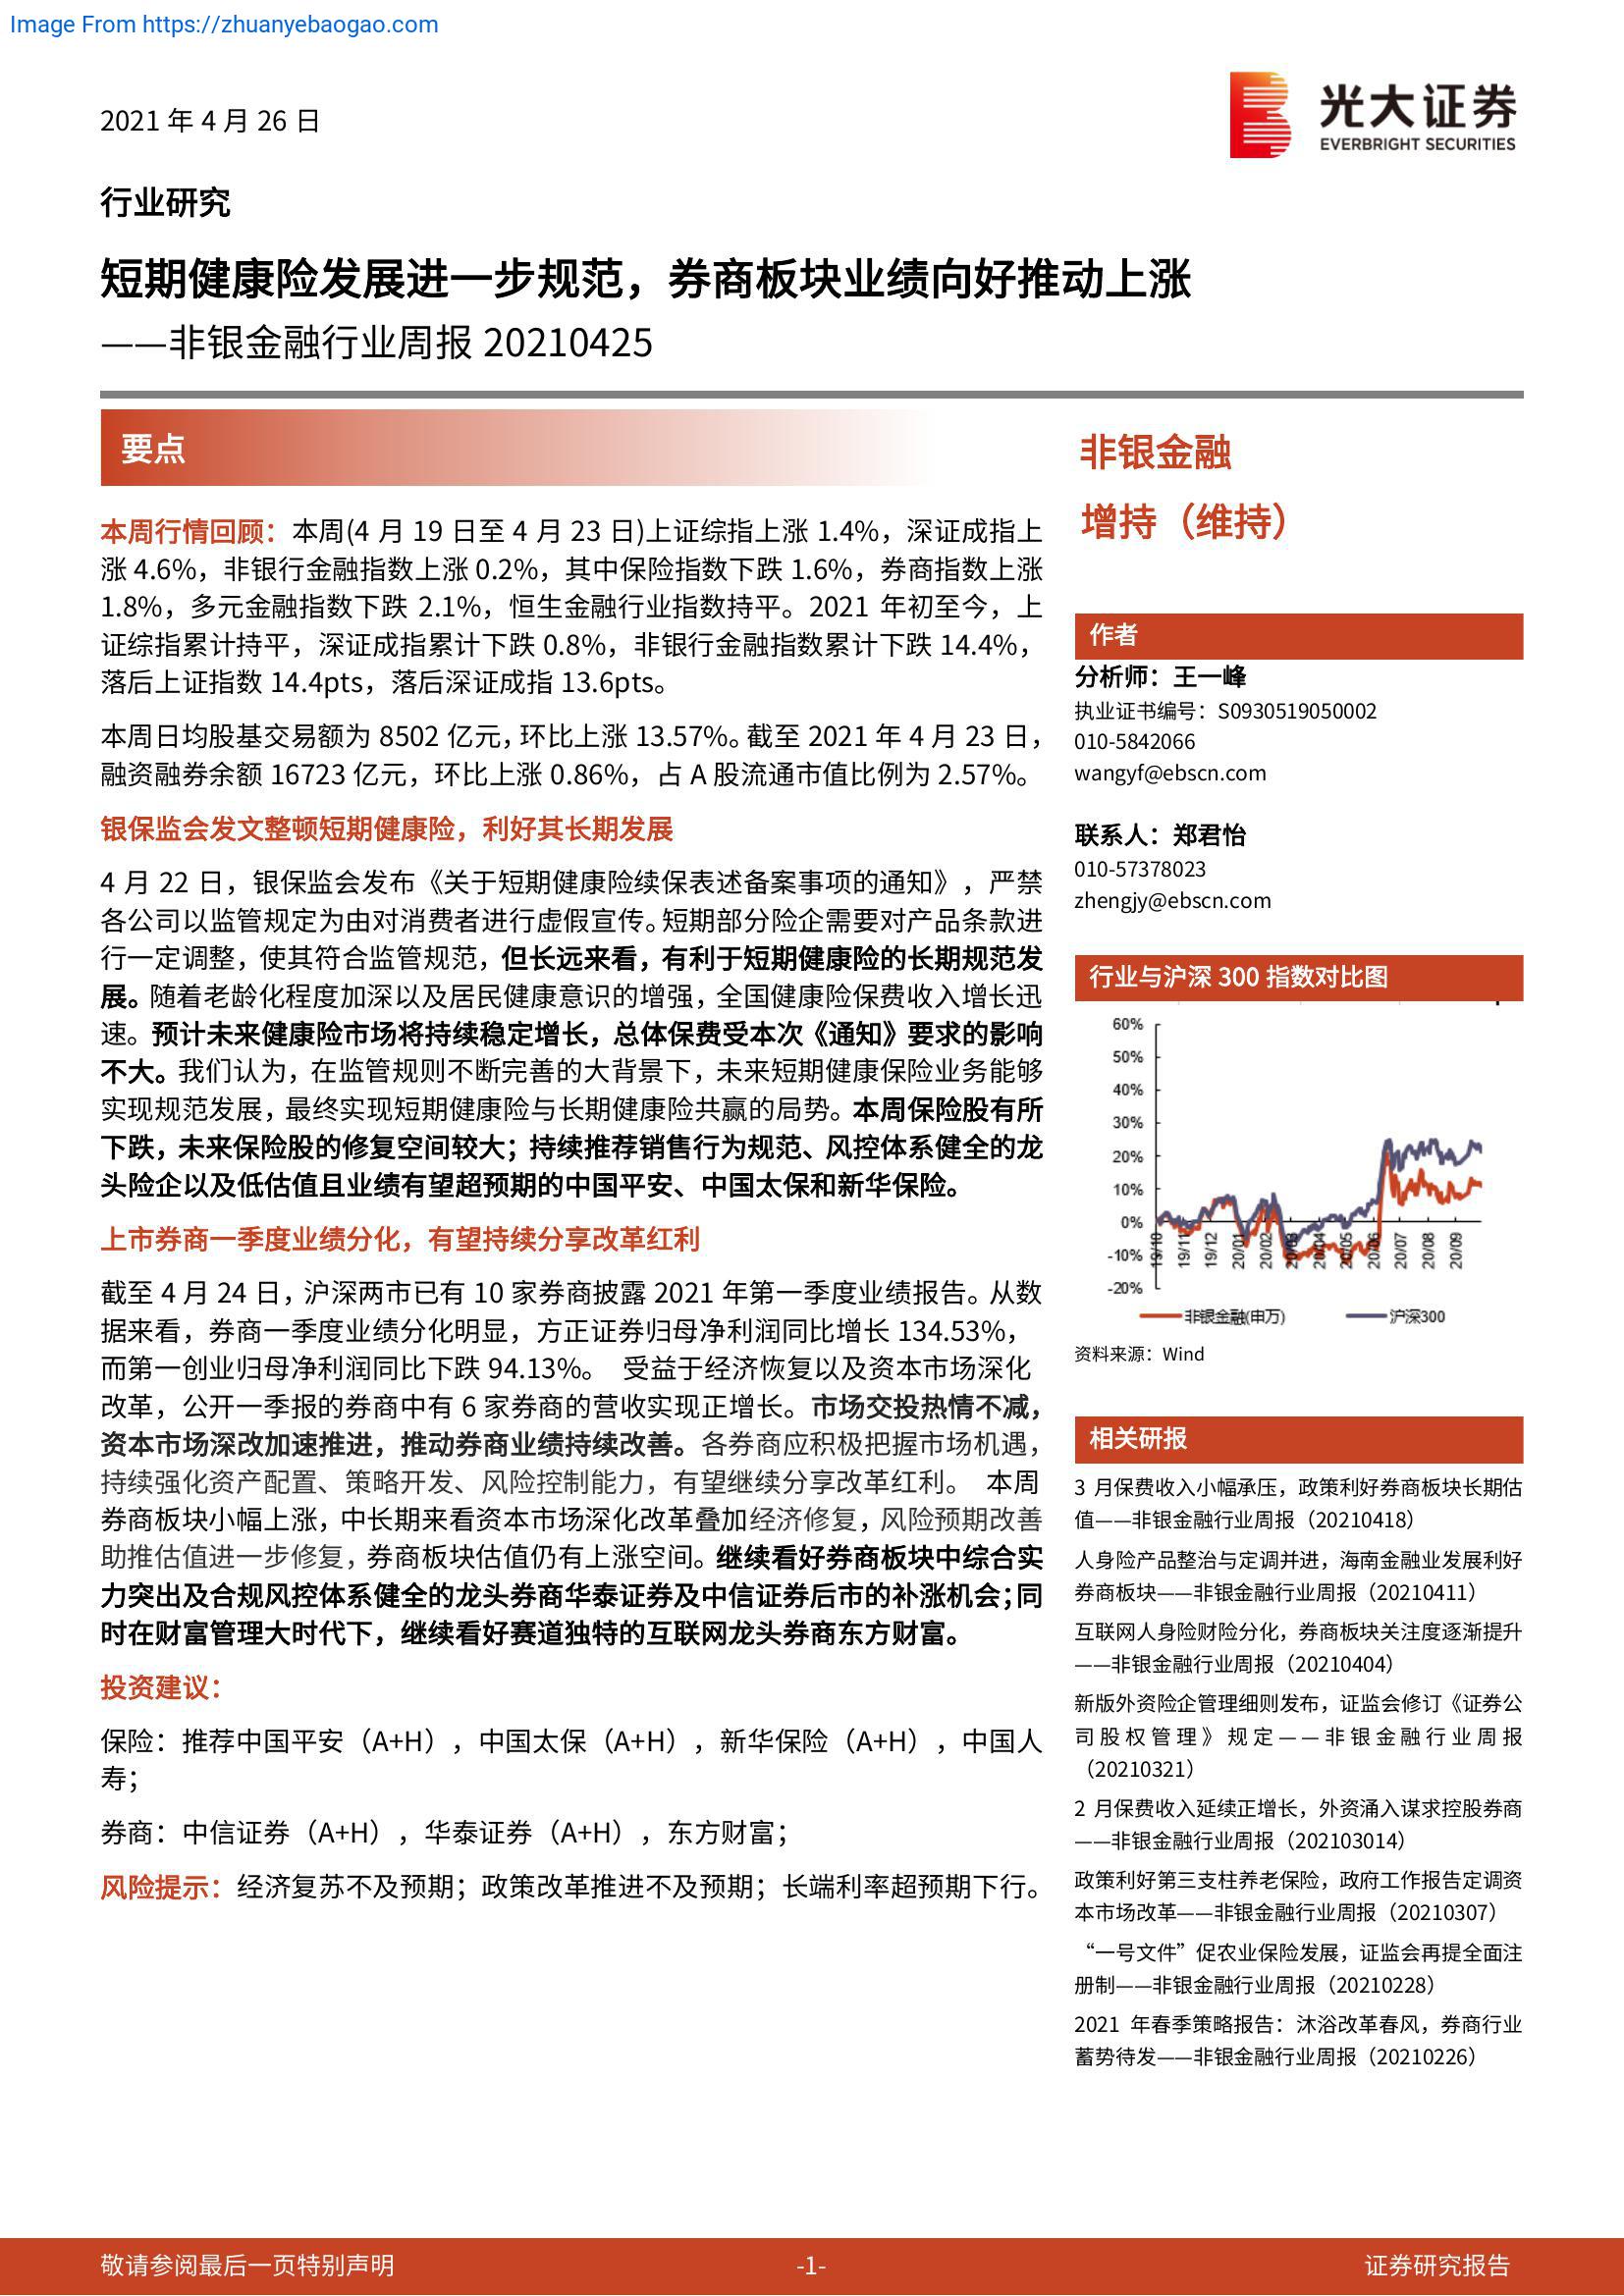 Image From https://zhuanyebaogao.com
2021 年 4 月 26 日
光大证券
EVERBRIGHT SECURITIES
行业研究
短期健康险发展进一步规范，券商板块业绩向好推动上涨
——非银金融行业周报 20210425
要点
本周行情回顾：本周(4 月 19 日至 4 月 23 日)上证综指上涨 1.4%，深证成指上
涨 4.6%，非银行金融指数上涨 0.2%，其中保险指数下跌 1.6%，券商指数上涨
1.8%，多元金融指数下跌 2.1%，恒生金融行业指数持平。2021 年初至今，上
证综指累计持平，深证成指累计下跌 0.8%，非银行金融指数累计下跌 14.4%，
落后上证指数 14.4pts，落后深证成指 13.6pts。
本周日均股基交易额为 8502 亿元，环比上涨 13.57%。截至 2021 年 4 月 23 日，
融资融券余额 16723 亿元，环比上涨 0.86%，占 A 股流通市值比例为 2.57%。
银保监会发文整顿短期健康险，利好其长期发展
4 月 22 日，银保监会发布《关于短期健康险续保表述备案事项的通知》，严禁
各公司以监管规定为由对消费者进行虚假宣传。短期部分险企需要对产品条款进
行一定调整，使其符合监管规范，但长远来看，有利于短期健康险的长期规范发
展。随着老龄化程度加深以及居民健康意识的增强，全国健康险保费收入增长迅
速。预计未来健康险市场将持续稳定增长，总体保费受本次《通知》要求的影响
不大。我们认为，在监管规则不断完善的大背景下，未来短期健康保险业务能够
实现规范发展，最终实现短期健康险与长期健康险共赢的局势。本周保险股有所
下跌，未来保险股的修复空间较大；持续推荐销售行为规范、风控体系健全的龙
头险企以及低估值且业绩有望超预期的中国平安、中国太保和新华保险。
上市券商一季度业绩分化，有望持续分享改革红利
截至 4 月 24 日，沪深两市已有 10 家券商披露 2021 年第一季度业绩报告。从数
据来看，券商一季度业绩分化明显，方正证券归母净利润同比增长 134.53%，
而第一创业归母净利润同比下跌 94.13%。 受益于经济恢复以及资本市场深化
改革，公开一季报的券商中有 6 家券商的营收实现正增长。市场交投热情不减，
资本市场深改加速推进，推动券商业绩持续改善。各券商应积极把握市场机遇，
持续强化资产配置、策略开发、风险控制能力，有望继续分享改革红利。 本周
券商板块小幅上涨，中长期来看资本市场深化改革叠加经济修复，风险预期改善
助推估值进一步修复，券商板块估值仍有上涨空间。继续看好券商板块中综合实
力突出及合规风控体系健全的龙头券商华泰证券及中信证券后市的补涨机会；同
时在财富管理大时代下，继续看好赛道独特的互联网龙头券商东方财富。
投资建议：
保险：推荐中国平安（A+H），中国太保（A+H），新华保险（A+H），中国人
寿；
券商：中信证券（A+H），华泰证券（A+H），东方财富；
风险提示：经济复苏不及预期；政策改革推进不及预期；长端利率超预期下行。
非银金融
增持（维持）
作者
分析师：王一峰
执业证书编号：S0930519050002
010-5842066
wangyf@ebscn.com
联系人：郑君怡
010-57378023
zhengjy@ebscn.com
行业与沪深 300 指数对比图
60%
50%
40%
30%
20%
10%
0%
-10%
-20%
19/10 19/11 19/12 20/01 20/02 20/03 20/04 20/05 20/06 20/07 20/08 20/09
非银金融(申万) 沪深300
资料来源：Wind
相关研报
3 月保费收入小幅承压，政策利好券商板块长期估
值——非银金融行业周报（20210418）
人身险产品整治与定调并进，海南金融业发展利好
券商板块——非银金融行业周报（20210411）
互联网人身险财险分化，券商板块关注度逐渐提升
——非银金融行业周报（20210404）
新版外资险企管理细则发布，证监会修订《证券公
司股权管理》规定——非银金融行业周报
（20210321）
2 月保费收入延续正增长，外资涌入谋求控股券商
——非银金融行业周报（202103014）
政策利好第三支柱养老保险，政府工作报告定调资
本市场改革——非银金融行业周报（20210307）
“一号文件”促农业保险发展，证监会再提全面注
册制——非银金融行业周报（20210228）
2021 年春季策略报告：沐浴改革春风，券商行业
蓄势待发——非银金融行业周报（20210226）
敬请参阅最后一页特别声明
-1-
证券研究报告